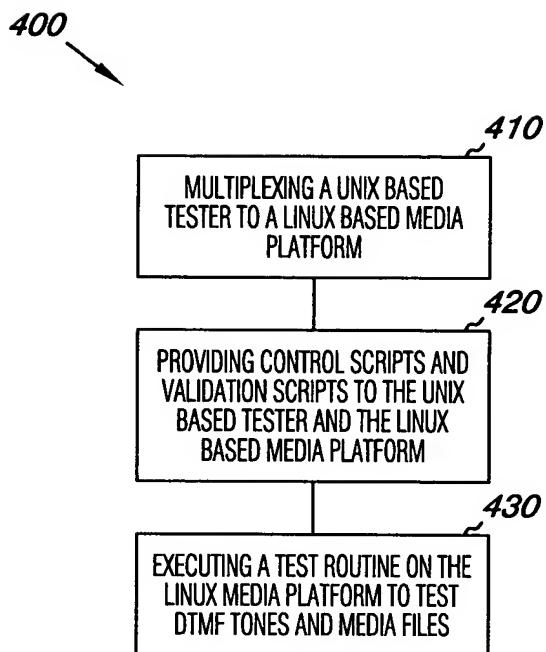 400
410
MULTIPLEXING A UNIX BASED
TESTER TO A LINUX BASED MEDIA
PLATFORM
420
PROVIDING CONTROL SCRIPTS AND
VALIDATION SCRIPTS TO THE UNIX
BASED TESTER AND THE LINUX
BASED MEDIA PLATFORM
430
EXECUTING A TEST ROUTINE ON THE
LINUX MEDIA PLATFORM TO TEST
DTMF TONES AND MEDIA FILES